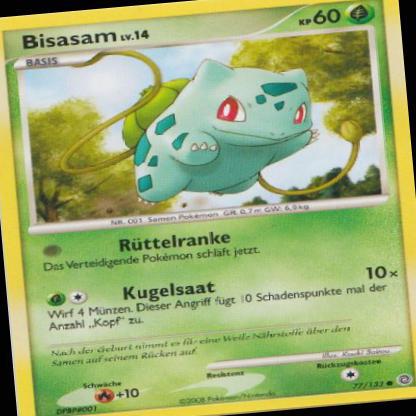 Bisasam LV.14
KP 60
BASIS
NR. 001 Samen Pokémon GR: 0,7 m GW: 6,9 kg
Rüttelranke
Das Verteidigende Pokémon schläft jetzt.
Kugelsaat 10×
Wirf 4 Münzen. Dieser Angriff fügt 10 Schadenspunkte mal der
Anzahl „Kopf" zu.
Nach der Geburt nimmt es für eine Weile Nährstoffe über den
Samen auf seinem Rücken auf.
Illus.
Schwäche
+10
Resistenz
Rückzugskosten
77/132
DPBP#001
©2008 Pokémon/Nintendo